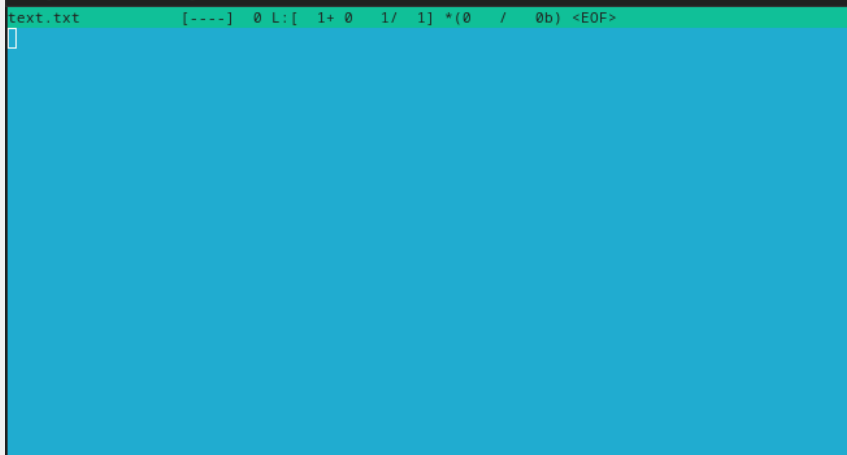 text.txt [----] 0 L:[ 1+ 0 1/ 1] *(0 / 0b) <EOF>